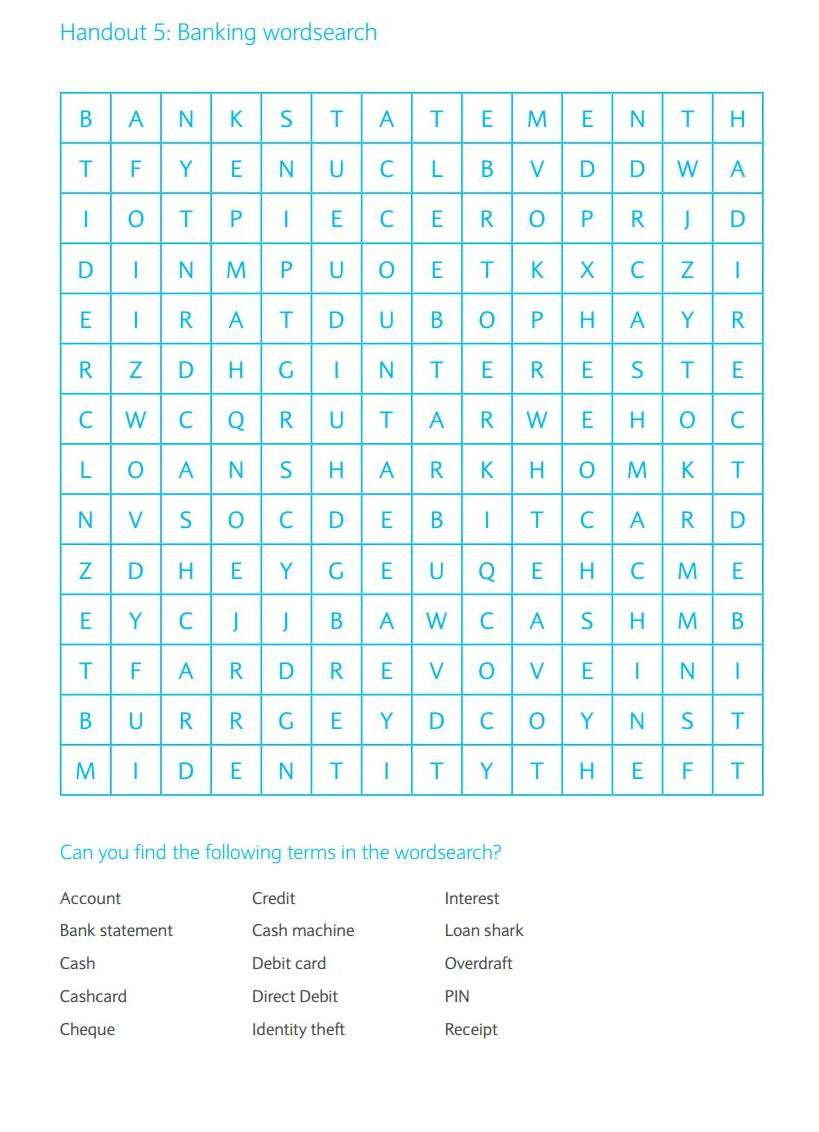 Handout 5: Banking wordsearch
B A N K S T A T E M E N T H
T F Y E N U C L B V D D W A
I O T P I E C E R O P R J D
D I N M P U O E T K X C Z I
E I R A T D U B O P H A Y R
R Z D H G I N T E R E S T E
C W C Q R U T A R W E H O C
L O A N S H A R K H O M K T
N V S O C D E B I T C A R D
Z D H E Y G E U Q E H C M E
E Y C J J B A W C A S H M B
T F A R D R E V O V E I N I
B U R R G E Y D C O Y N S T
M I D E N T I T Y T H E F T
Can you find the following terms in the wordsearch?
Account Credit Interest
Bank statement Cash machine Loan shark
Cash Debit card Overdraft
Cashcard Direct Debit PIN
Cheque Identity theft Receipt